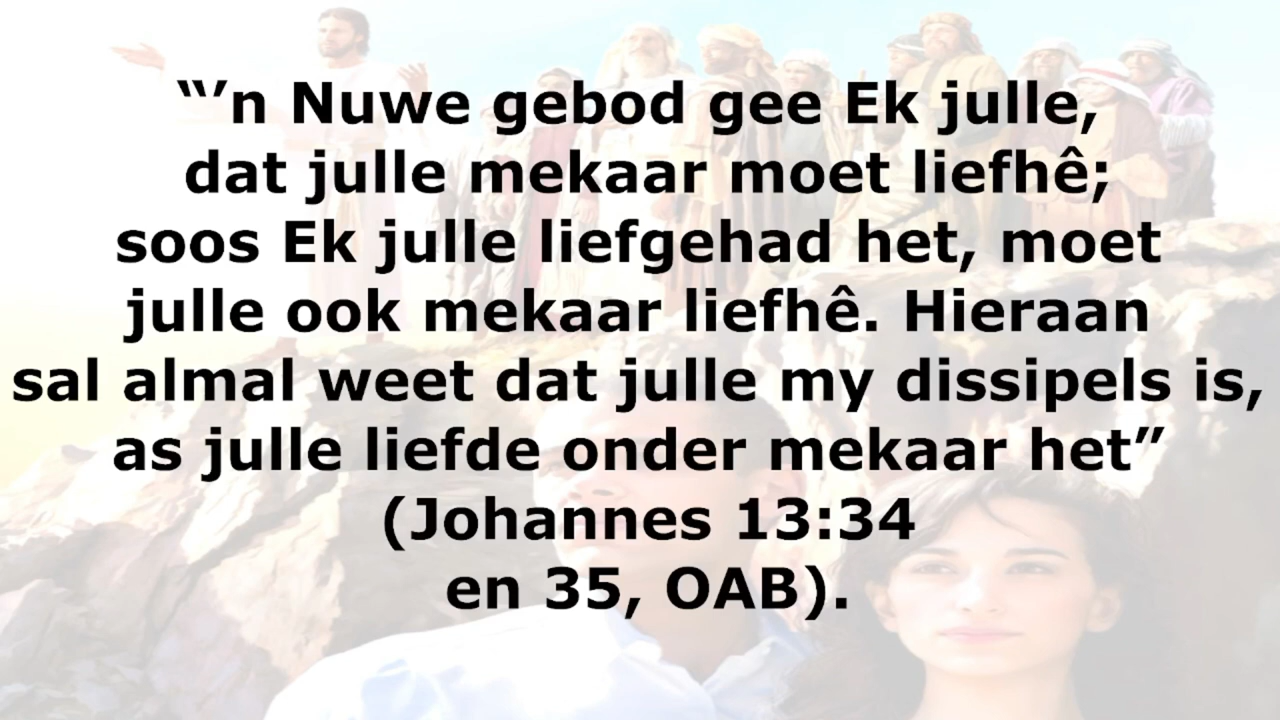 “’n Nuwe gebod gee Ek julle,
dat julle mekaar moet liefhê;
soos Ek julle liefgehad het, moet
julle ook mekaar liefhê. Hieraan
sal almal weet dat julle my dissipels is,
as julle liefde onder mekaar het”
(Johannes 13:34
en 35, OAB).